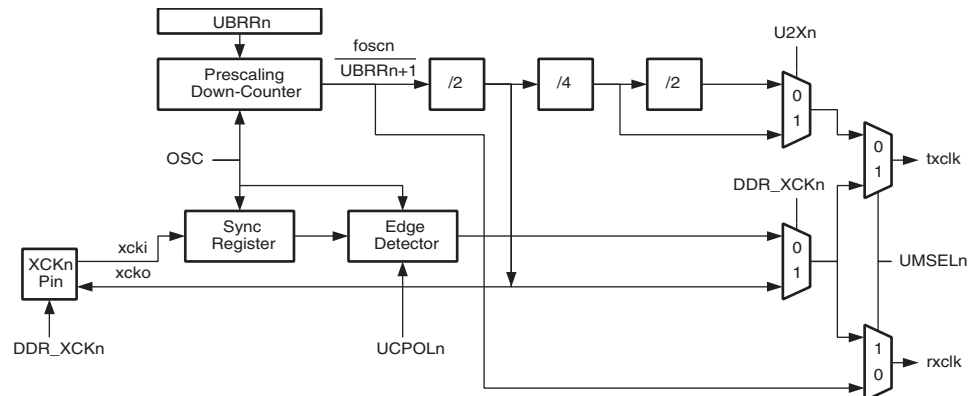 UBRRn
foscn
U2Xn
Prescaling
Down-Counter
UBRRn+1
/2
/4
/2
0
1
OSC
0
1
txclk
DDR_XCKn
xcki
Sync
Register
Edge
Detector
0
1
XCKn
Pin
xcko
UMSELn
DDR_XCKn
UCPOLn
1
0
rxclk